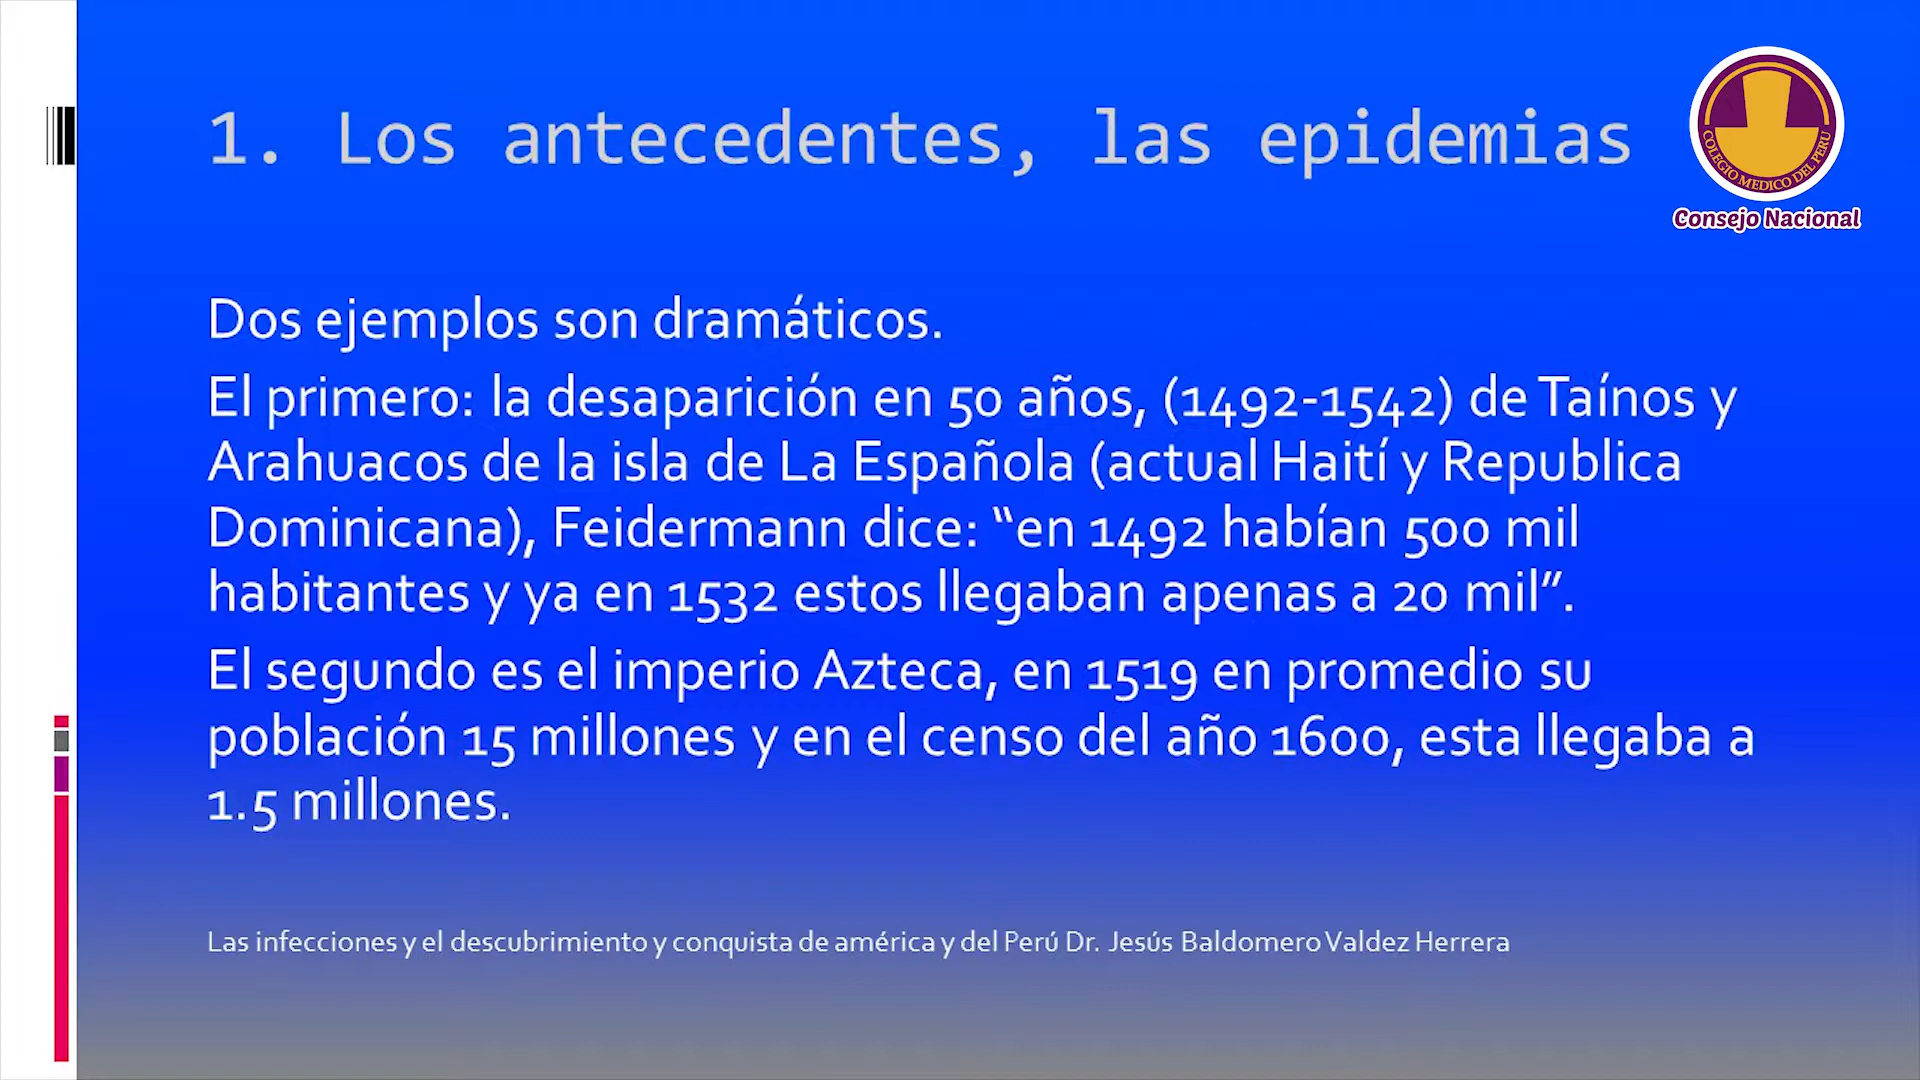 1. Los antecedentes, las epidemias
COLEGIO MEDICO DEL PERU
Consejo Nacional
Dos ejemplos son dramáticos.
El primero: la desaparición en 50 años, (1492-1542) de Taínos y
Arahuacos de la isla de La Española (actual Haití y Republica
Dominicana), Feidermann dice: “en 1492 habían 500 mil
habitantes y ya en 1532 estos llegaban apenas a 20 mil”.
El segundo es el imperio Azteca, en 1519 en promedio su
población 15 millones y en el censo del año 1600, esta llegaba a
1.5 millones.
Las infecciones y el descubrimiento y conquista de américa y del Perú Dr. Jesús Baldomero Valdez Herrera